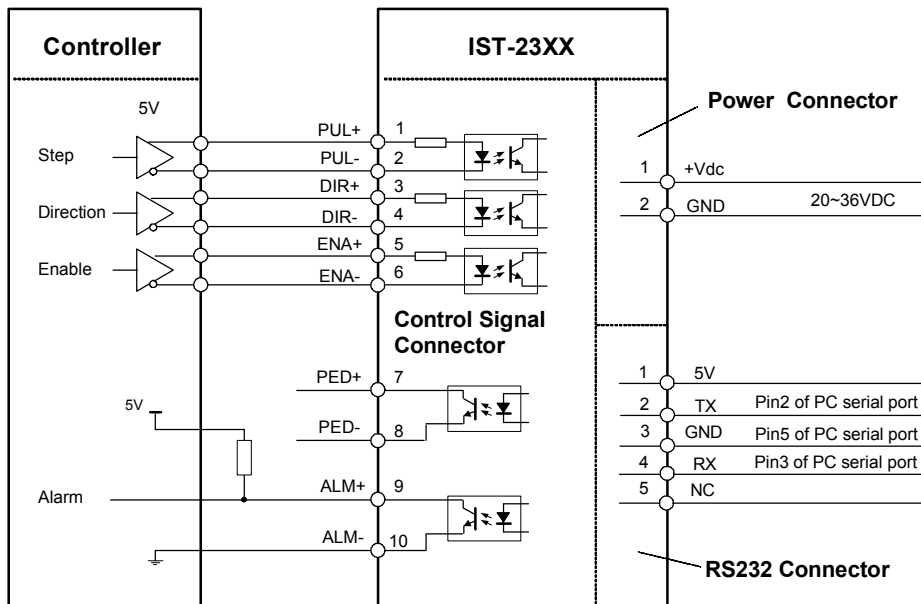 Controller
IST-23XX
5V
Step
Direction
Enable
PUL+
1
PUL-
2
DIR+
3
DIR-
4
ENA+
5
ENA-
6
Control Signal
Connector
PED+
7
PED-
8
5V
Alarm
ALM+
9
ALM-
10
Power Connector
1
+Vdc
2
GND
20~36VDC
1
5V
2
TX
Pin2 of PC serial port
3
GND
Pin5 of PC serial port
4
RX
Pin3 of PC serial port
5
NC
RS232 Connector